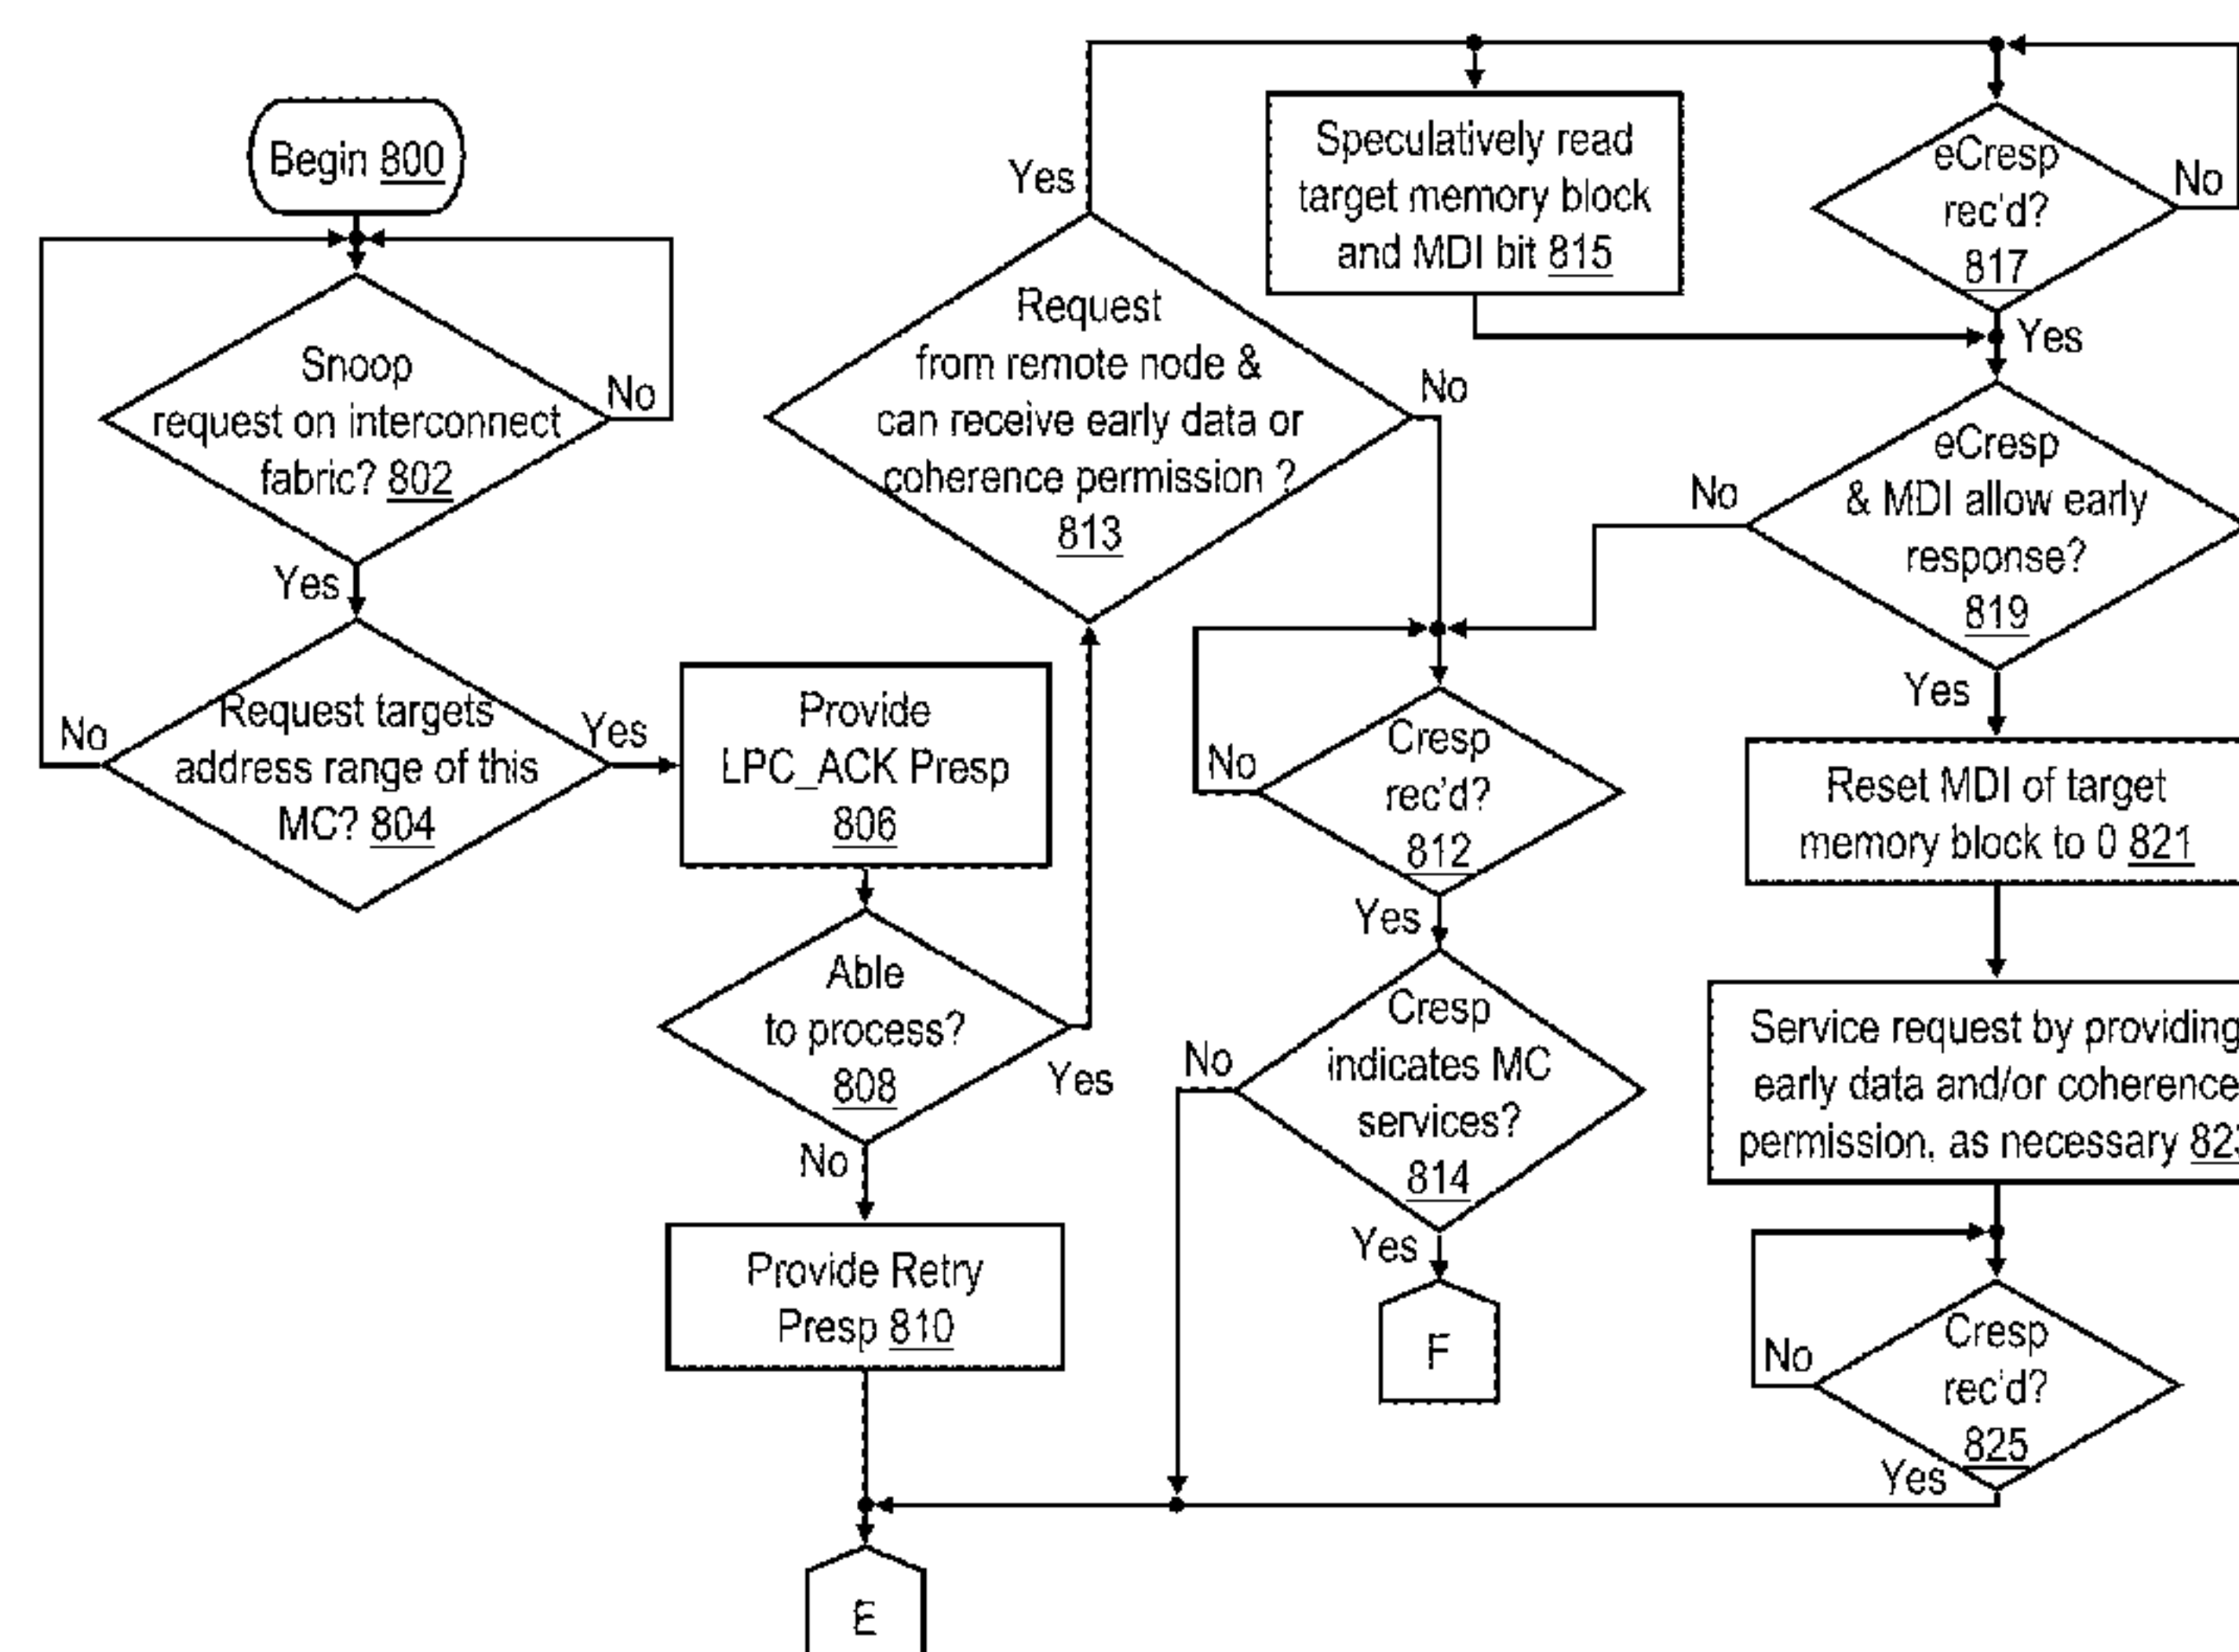 Begin 800
Snoop
request on interconnect
fabric? 802
No
Yes
Request targets
address range of this
MC? 804
No
Yes
Provide
LPC_ACK Presp
806
Able
to process?
808
Yes
No
Provide Retry
Presp 810
E
Request
from remote node &
can receive early data or
coherence permission ?
813
Yes
No
Speculatively read
target memory block
and MDI bit 815
eCresp
rec'd?
817
No
Yes
eCresp
& MDI allow early
response?
819
No
Yes
Cresp
rec'd?
812
No
Yes
Cresp
indicates MC
services?
814
No
Yes
F
Reset MDI of target
memory block to 0 821
Service request by providing
early data and/or coherence
permission, as necessary
Cresp
rec'd?
825
No
Yes